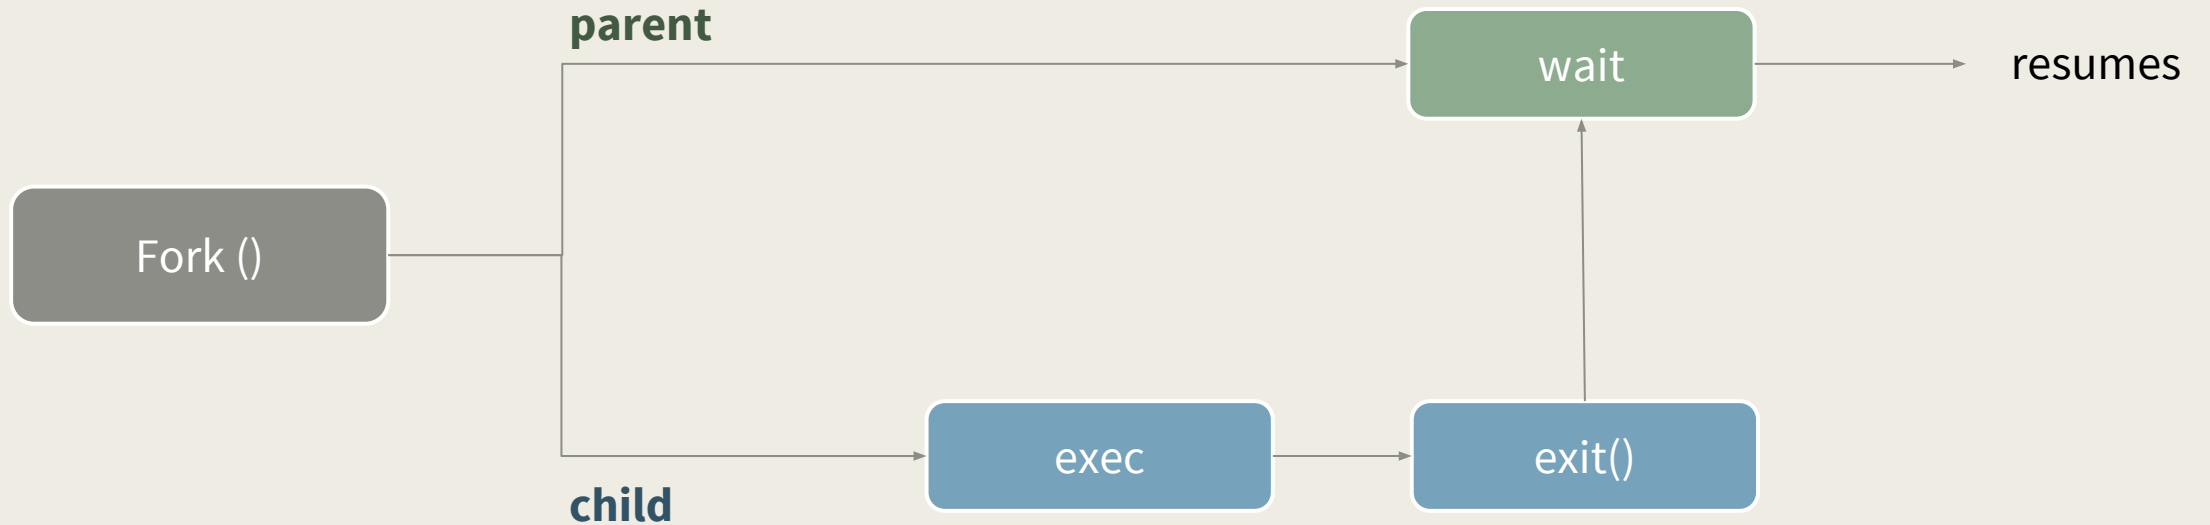 parent
wait
resumes
Fork ()
exec
exit()
child